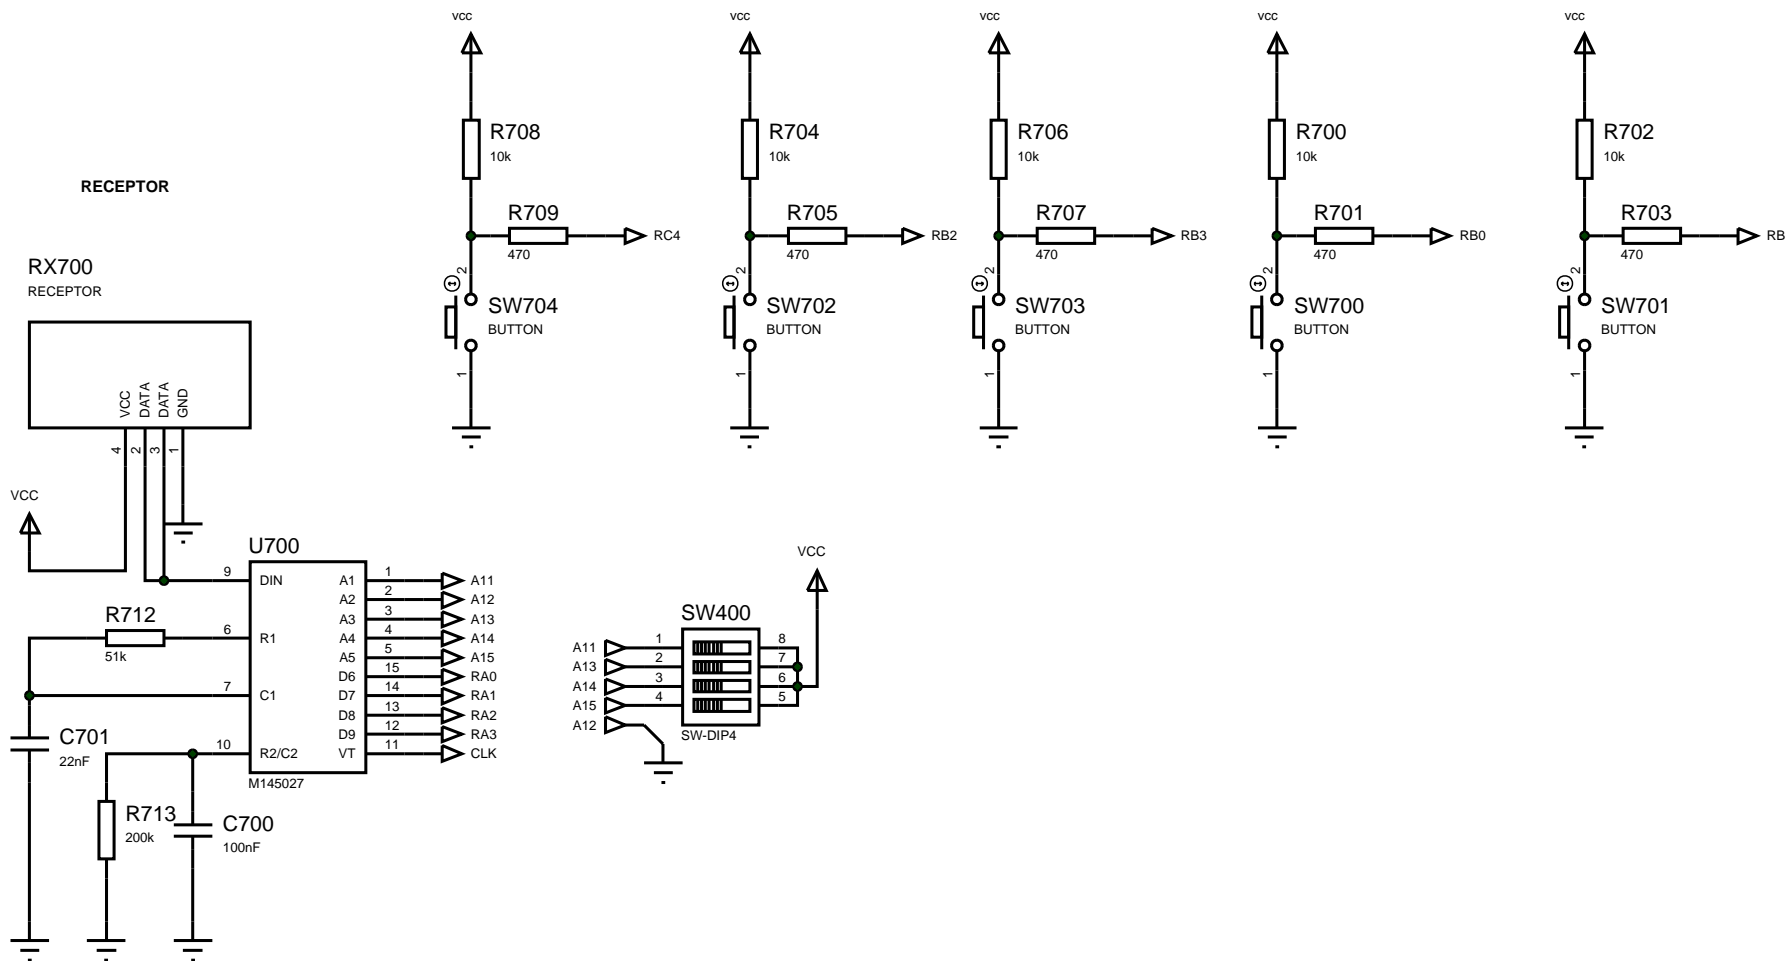 vcc vcc vcc vcc vcc
R708 R704 R706 R700 R702
10k 10k 10k 10k 10k
RECEPTOR
R709 R705 R707 R701 R703
RC4 RB2 RB3 RB0 RB
470 470 470 470 470
RX700
RECEPTOR
2 2 2 2 2
SW704 SW702 SW703 SW700 SW701
BUTTON BUTTON BUTTON BUTTON BUTTON
1 1 1 1 1
VCC DATA DATA GND
4 2 3 1
VCC
U700
9 DIN A1 1 A11
A2 2 A12
A3 3 A13
R712
51k
6 R1 A4 4 A14
A5 5 A15
D6 15 RA0
7 C1 D7 14 RA1
D8 13 RA2
D9 12 RA3
10 R2/C2 VT 11 CLK
M145027
C701
22nF
R713
200k
C700
100nF
VCC
SW400
A11 1 8
A13 2 7
A14 3 6
A15 4 5
A12
SW-DIP4